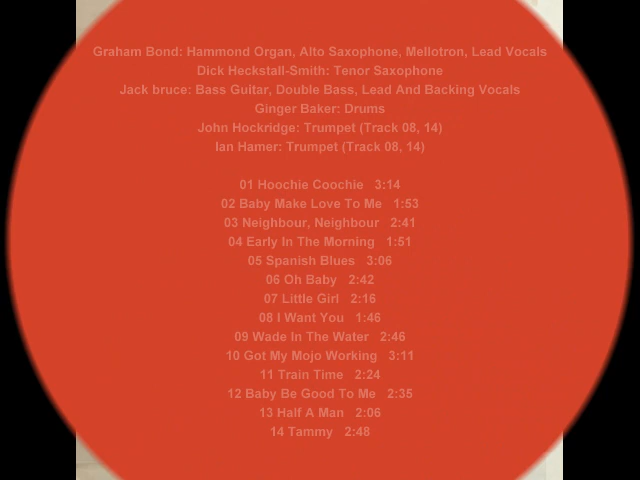 Graham Bond: Hammond Organ, Alto Saxophone, Mellotron, Lead Vocals
Dick Heckstall-Smith: Tenor Saxophone
Jack bruce: Bass Guitar, Double Bass, Lead And Backing Vocals
Ginger Baker: Drums
John Hockridge: Trumpet (Track 08, 14)
Ian Hamer: Trumpet (Track 08, 14)
01 Hoochie Coochie 3:14
02 Baby Make Love To Me 1:53
03 Neighbour, Neighbour 2:41
04 Early In The Morning 1:51
05 Spanish Blues 3:06
06 Oh Baby 2:42
07 Little Girl 2:16
08 I Want You 1:46
09 Wade In The Water 2:46
10 Got My Mojo Working 3:11
11 Train Time 2:24
12 Baby Be Good To Me 2:35
13 Half A Man 2:06
14 Tammy 2:48